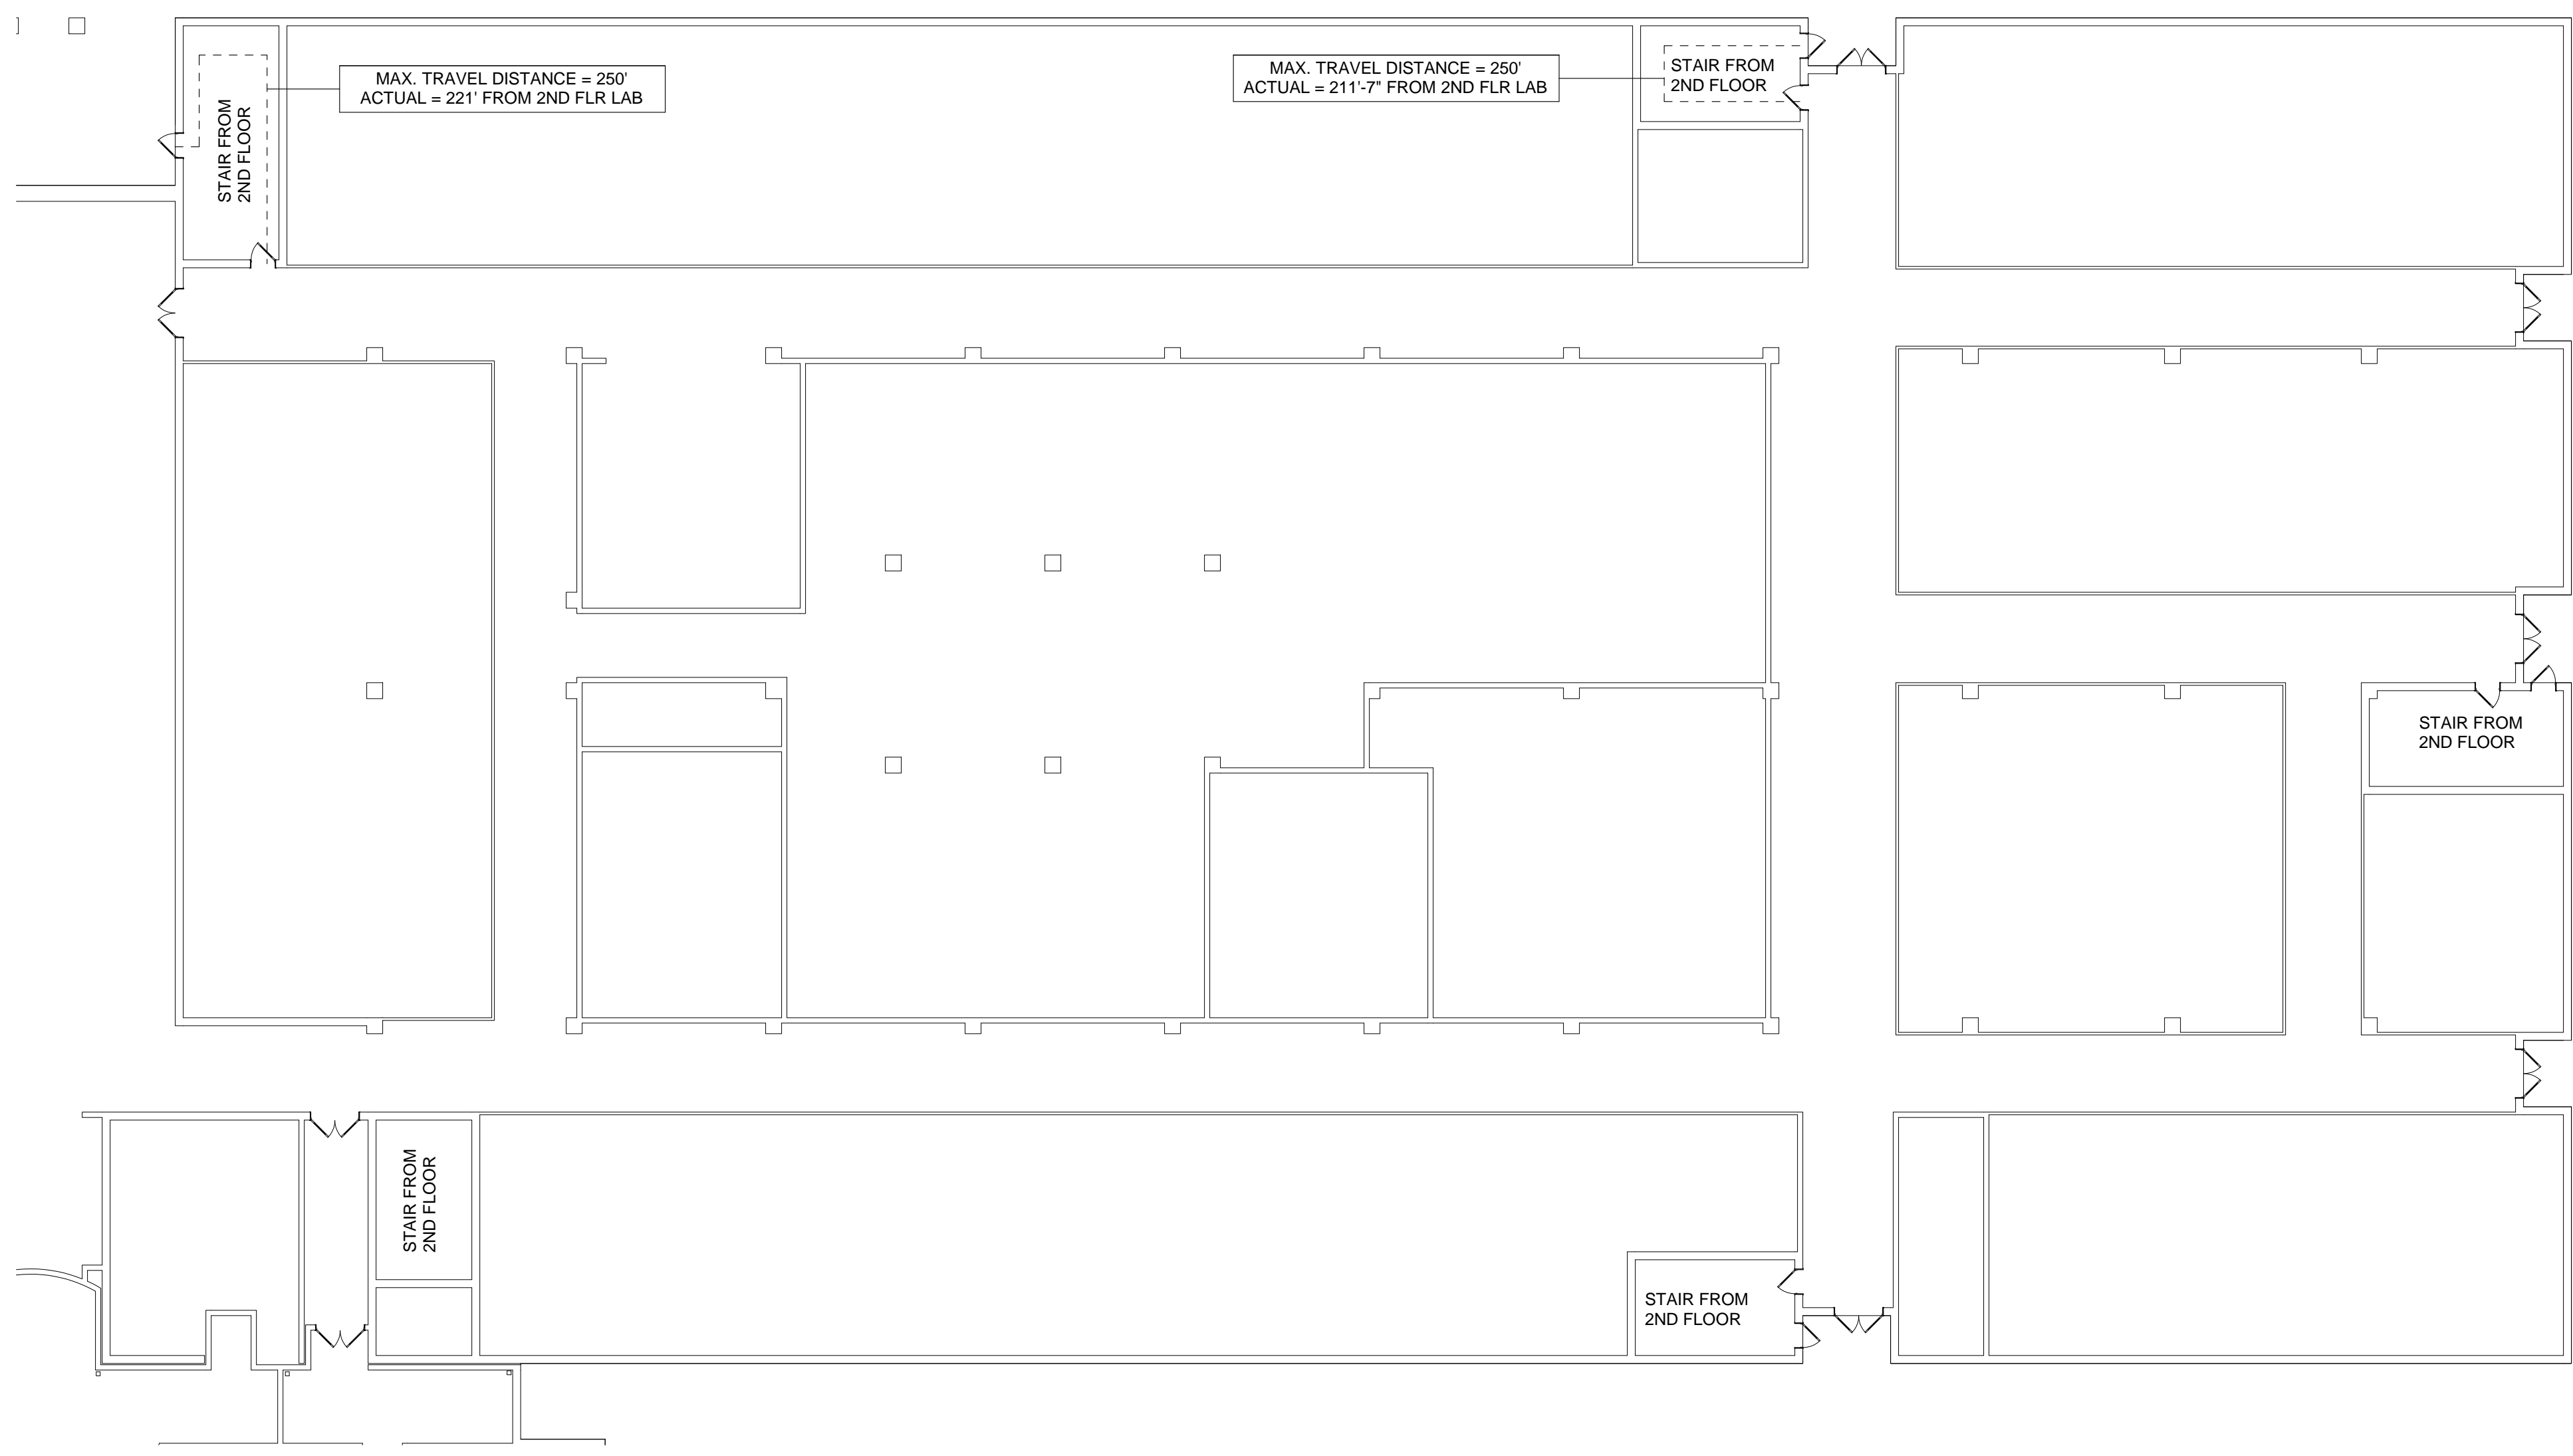 MAX. TRAVEL DISTANCE = 250'
ACTUAL = 221' FROM 2ND FLR LAB
MAX. TRAVEL DISTANCE = 250'
ACTUAL = 211'-7" FROM 2ND FLR LAB
STAIR FROM
2ND FLOOR
STAIR FROM
2ND FLOOR
STAIR FROM
2ND FLOOR
STAIR FROM
2ND FLOOR
STAIR FROM
2ND FLOOR